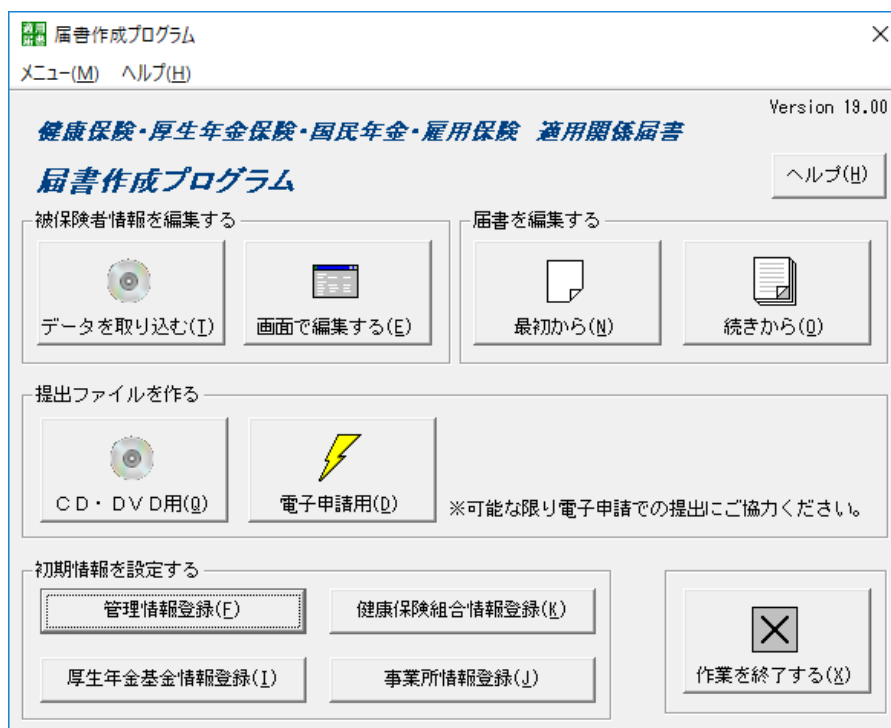 届書作成プログラム
メニュー(M) ヘルプ(H)
Version 19.00
健康保険・厚生年金保険・国民年金・雇用保険 適用関係届書
届書作成プログラム
ヘルプ(H)
被保険者情報を編集する
データを取り込む(T)
画面で編集する(E)
届書を編集する
最初から(N)
続きから(O)
提出ファイルを作る
CD・DVD用(Q)
電子申請用(D)
※可能な限り電子申請での提出にご協力ください。
初期情報を設定する
管理情報登録(F)
健康保険組合情報登録(K)
厚生年金基金情報登録(I)
事業所情報登録(J)
作業を終了する(X)